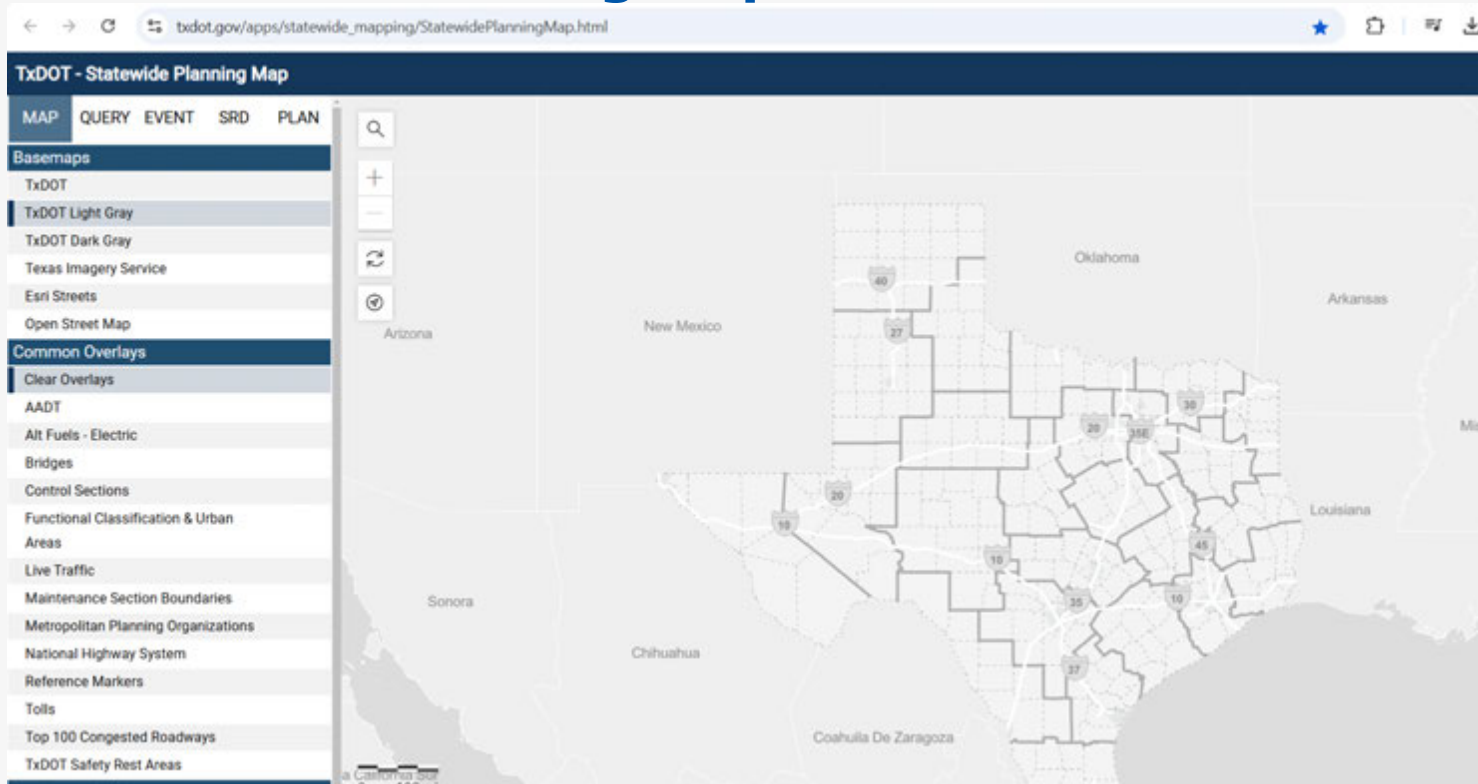 txdot.gov/apps/statewide_mapping/StatewidePlanningMap.html
TxDOT - Statewide Planning Map
MAP QUERY EVENT SRD PLAN
Basemaps
TxDOT
TxDOT Light Gray
TxDOT Dark Gray
Texas Imagery Service
Esri Streets
Open Street Map
Common Overlays
Clear Overlays
AADT
Alt Fuels - Electric
Bridges
Control Sections
Functional Classification & Urban
Areas
Live Traffic
Maintenance Section Boundaries
Metropolitan Planning Organizations
National Highway System
Reference Markers
Tolls
Top 100 Congested Roadways
TxDOT Safety Rest Areas
Oklahoma
40
Arkansas
New Mexico
27
Arizona
30
20
35E
20
Louisiana
10
45
10
Sonora
35
10
Chihuahua
37
Coahuila De Zaragoza